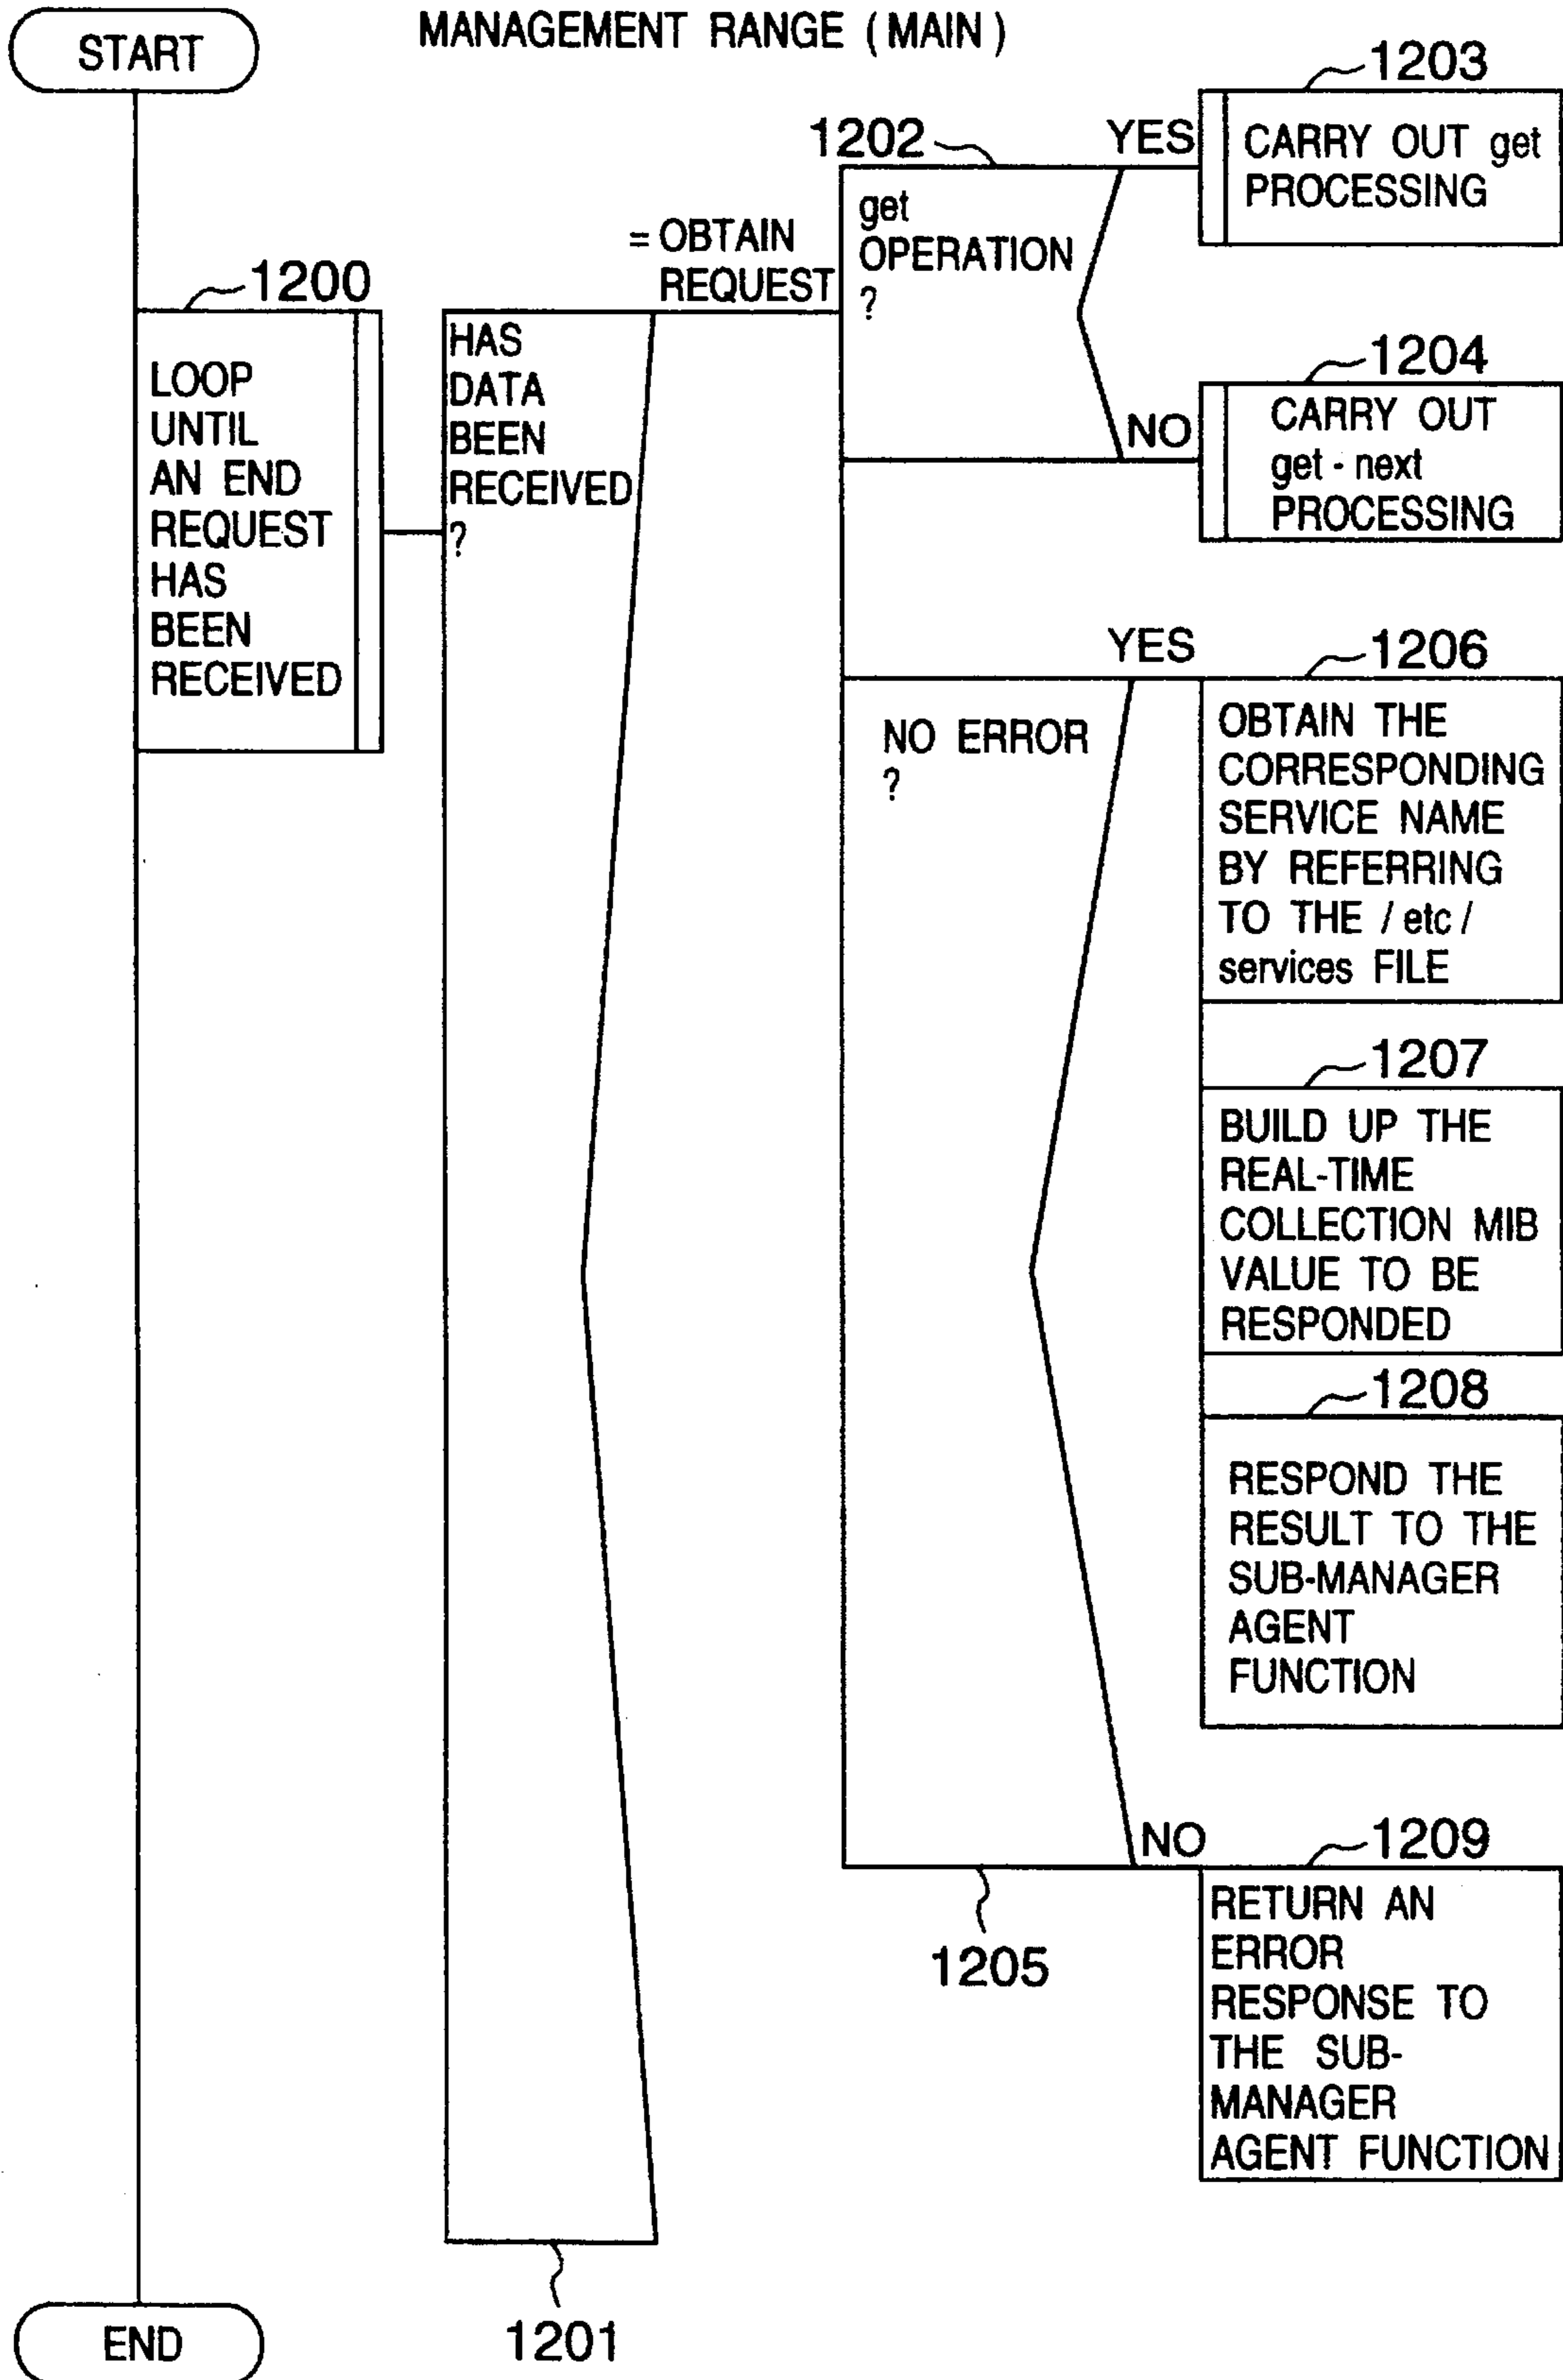 MANAGEMENT RANGE (MAIN)
START
1200
LOOP
UNTIL
AN END
REQUEST
HAS
BEEN
RECEIVED
HAS
DATA
BEEN
RECEIVED
?
1201
= OBTAIN
REQUEST
1202
get
OPERATION
?
YES
1203
CARRY OUT get
PROCESSING
NO
1204
CARRY OUT
get - next
PROCESSING
NO ERROR
?
1205
YES
1206
OBTAIN THE
CORRESPONDING
SERVICE NAME
BY REFERRING
TO THE / etc /
services FILE
1207
BUILD UP THE
REAL-TIME
COLLECTION MIB
VALUE TO BE
RESPONDED
1208
RESPOND THE
RESULT TO THE
SUB-MANAGER
AGENT
FUNCTION
NO
1209
RETURN AN
ERROR
RESPONSE TO
THE SUB-
MANAGER
AGENT FUNCTION
END